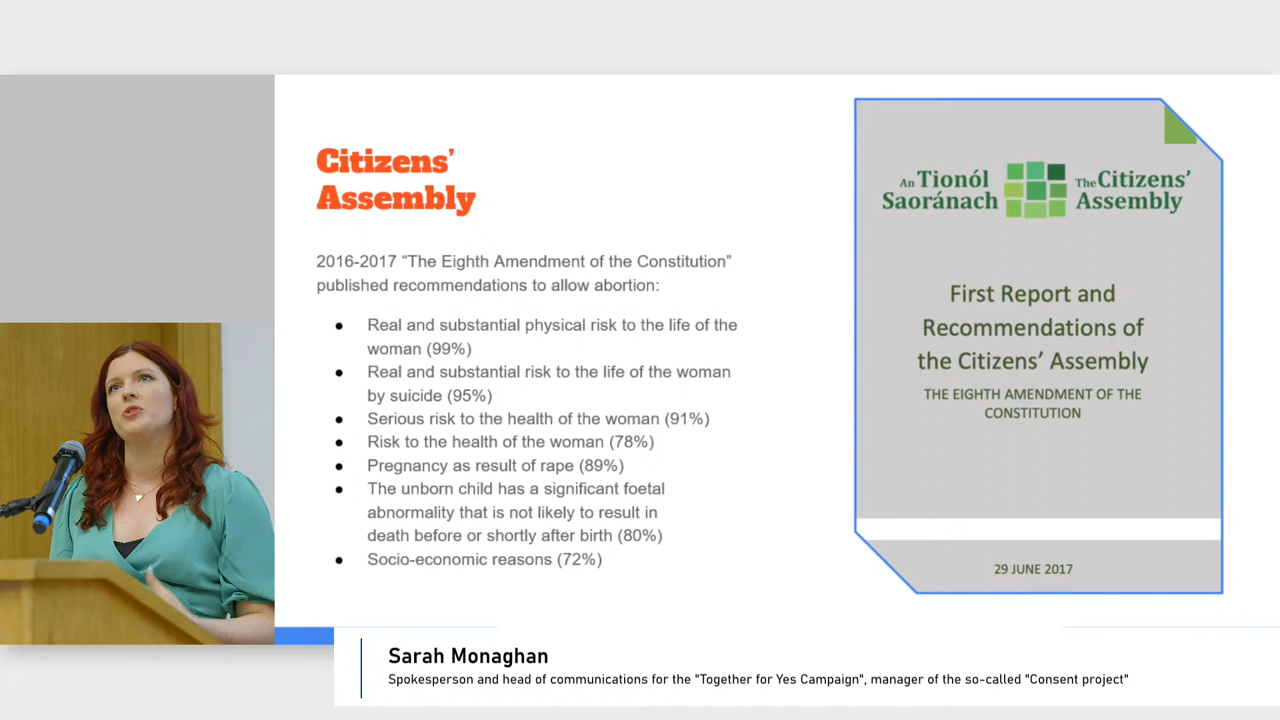 Citizens’
Assembly
2016-2017 “The Eighth Amendment of the Constitution”
published recommendations to allow abortion:
● Real and substantial physical risk to the life of the
woman (99%)
● Real and substantial risk to the life of the woman
by suicide (95%)
● Serious risk to the health of the woman (91%)
● Risk to the health of the woman (78%)
● Pregnancy as result of rape (89%)
● The unborn child has a significant foetal
abnormality that is not likely to result in
death before or shortly after birth (80%)
● Socio-economic reasons (72%)
An Tionól
Saoránach
The Citizens’
Assembly
First Report and
Recommendations of
the Citizens’ Assembly
THE EIGHTH AMENDMENT OF THE
CONSTITUTION
29 JUNE 2017
Sarah Monaghan
Spokesperson and head of communications for the "Together for Yes Campaign", manager of the so-called "Consent project"